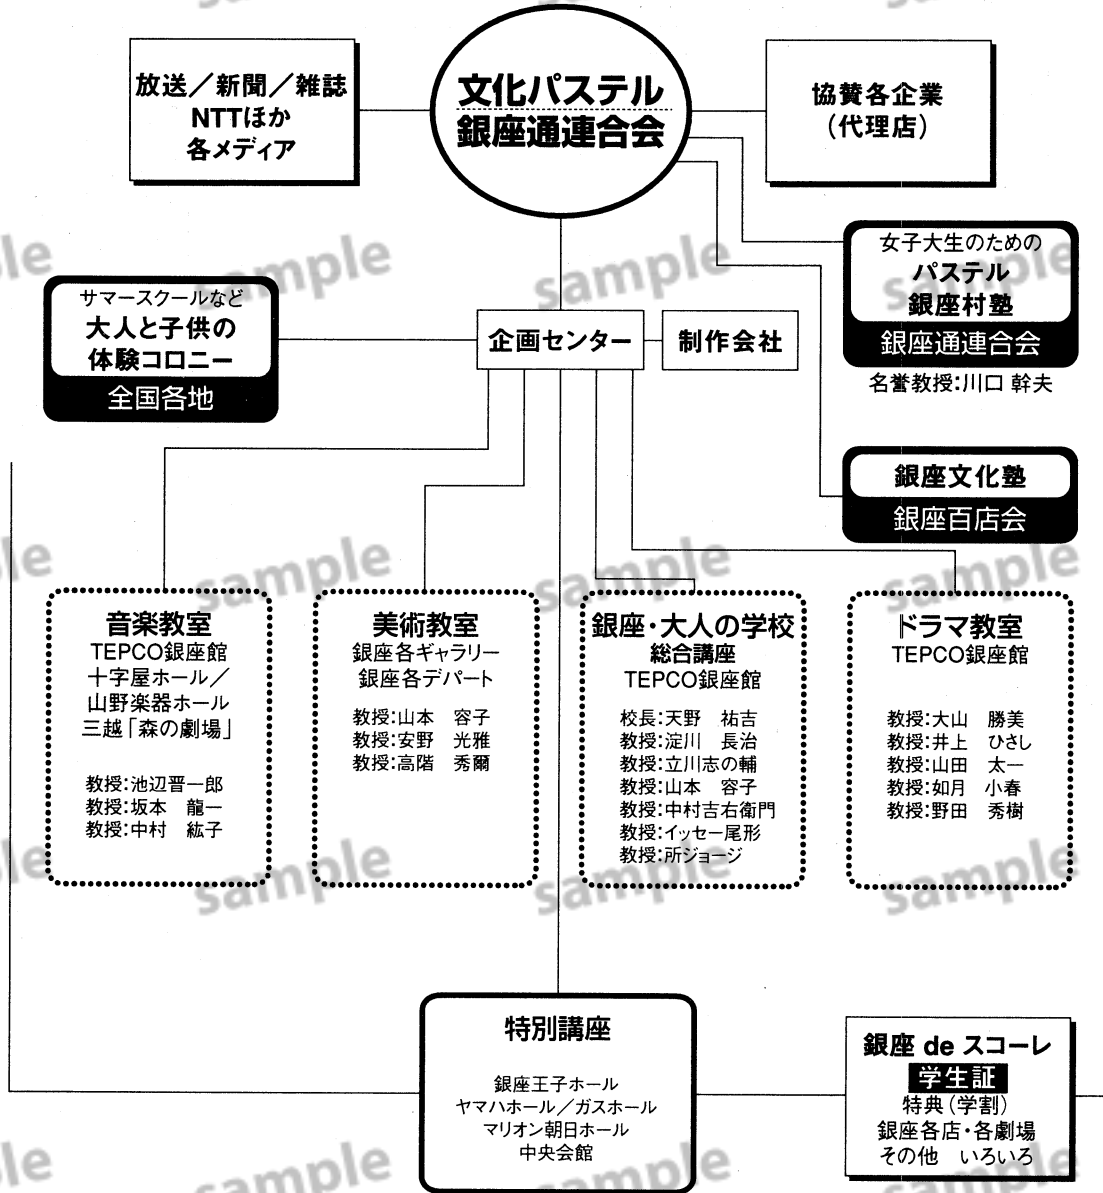 文化パステル
銀座通連合会
放送／新聞／雑誌
NTTほか
各メディア
協賛各企業
(代理店)
女子大生のための
パステル
銀座村塾
銀座通連合会
名誉教授:川口 幹夫
サマースクールなど
大人と子供の
体験コロニー
全国各地
企画センター
制作会社
銀座文化塾
銀座百店会
音楽教室
TEPCO銀座館
十字屋ホール／
山野楽器ホール
三越「森の劇場」
教授:池辺晋一郎
教授:坂本　龍一
教授:中村　紘子
美術教室
銀座各ギャラリー
銀座各デパート
教授:山本　容子
教授:安野　光雅
教授:高階　秀爾
銀座・大人の学校
総合講座
TEPCO銀座館
校長:天野　祐吉
教授:淀川　長治
教授:立川志の輔
教授:山本　容子
教授:中村吉右衛門
教授:イッセー尾形
教授:所ジョージ
ドラマ教室
TEPCO銀座館
教授:大山　勝美
教授:井上　ひさし
教授:山田　太一
教授:如月　小春
教授:野田　秀樹
特別講座
銀座王子ホール
ヤマハホール／ガスホール
マリオン朝日ホール
中央会館
銀座 de スコーレ
学生証
特典(学割)
銀座各店・各劇場
その他　いろいろ
sample
sample
sample
sample
sample
sample
sample
sample
sample
sample
sample
sample